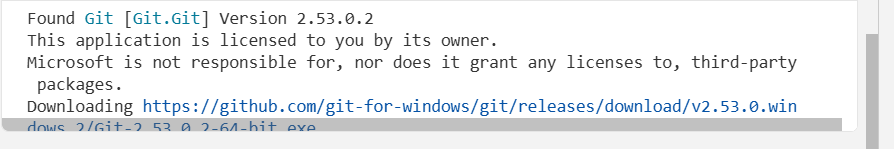 Found Git [Git.Git] Version 2.53.0.2
This application is licensed to you by its owner.
Microsoft is not responsible for, nor does it grant any licenses to, third-party
packages.
Downloading https://github.com/git-for-windows/git/releases/download/v2.53.0.win
dows.2/Git-2.53.0.2-64-bit.exe